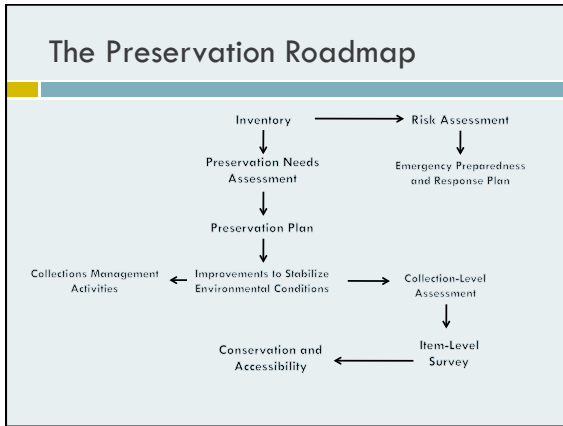 The Preservation Roadmap
Inventory
Risk Assessment
Preservation Needs
Assessment
Emergency Preparedness
and Response Plan
Preservation Plan
Collections Management
Activities
Improvements to Stabilize
Environmental Conditions
Collection-Level
Assessment
Item-Level
Survey
Conservation and
Accessibility